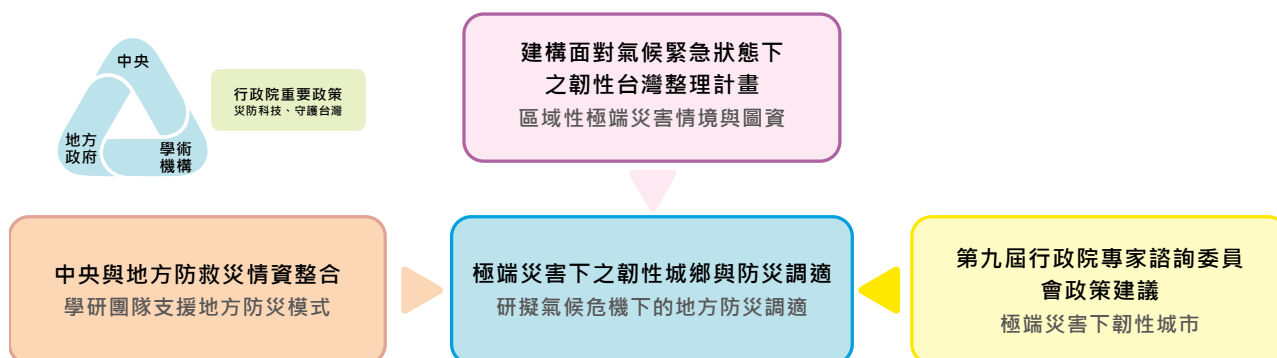 中央
地方
政府
學術
機構
行政院重要政策
災防科技、守護台灣
建構面對氣候緊急狀態下
之韌性台灣整理計畫
區域性極端災害情境與圖資
中央與地方防救災情資整合
學研團隊支援地方防災模式
極端災害下之韌性城鄉與防災調適
研擬氣候危機下的地方防災調適
第九屆行政院專家諮詢委員
會政策建議
極端災害下韌性城市